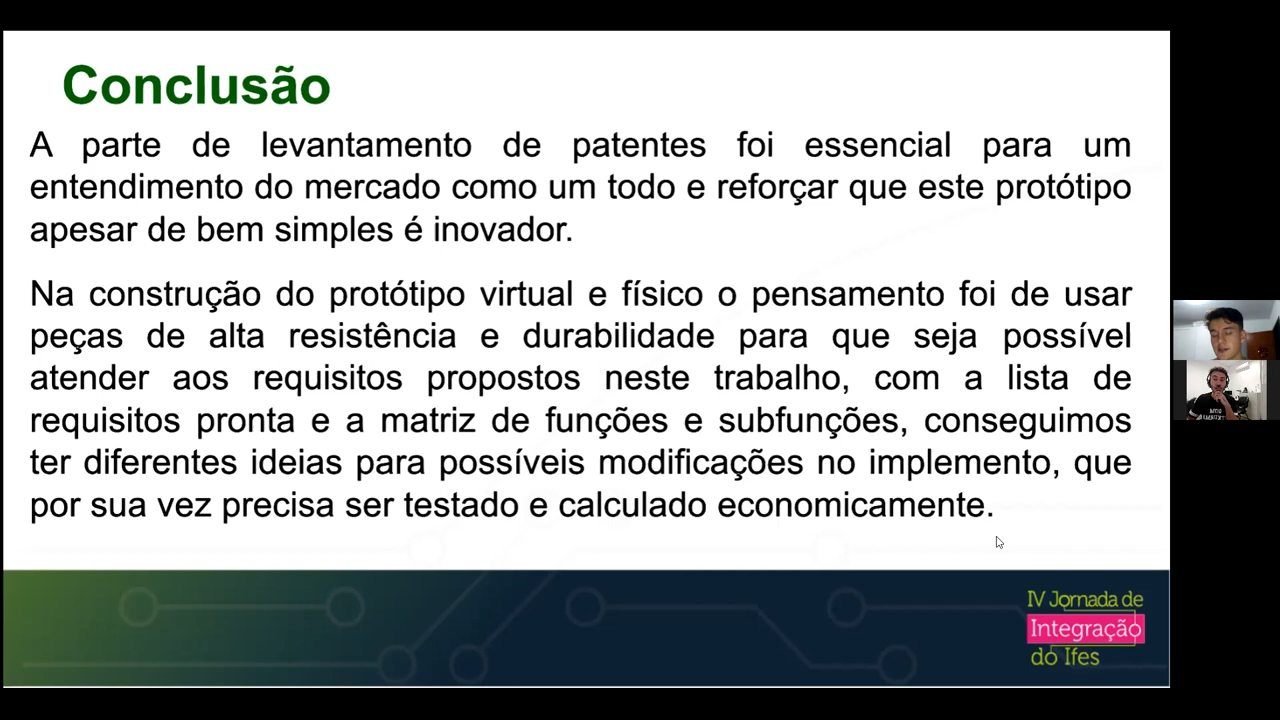 Conclusão
A parte de levantamento de patentes foi essencial para um
entendimento do mercado como um todo e reforçar que este protótipo
apesar de bem simples é inovador.
Na construção do protótipo virtual e físico o pensamento foi de usar
peças de alta resistência e durabilidade para que seja possível
atender aos requisitos propostos neste trabalho, com a lista de
requisitos pronta e a matriz de funções e subfunções, conseguimos
ter diferentes ideias para possíveis modificações no implemento, que
por sua vez precisa ser testado e calculado economicamente.
IV Jornada de
Integração
do Ifes